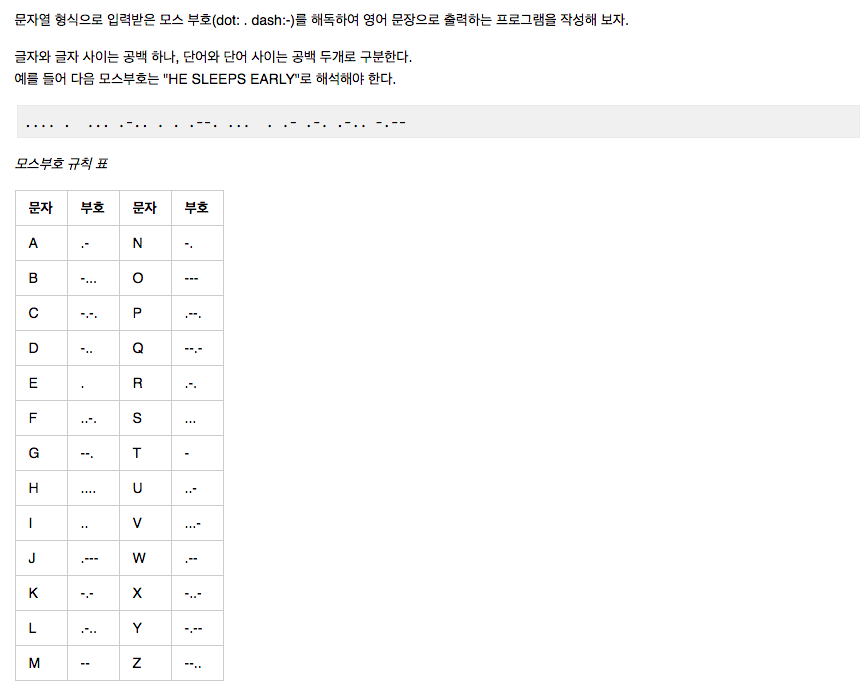 문자열 형식으로 입력받은 모스 부호(dot: . dash:-)를 해독하여 영어 문장으로 출력하는 프로그램을 작성해 보자.
글자와 글자 사이는 공백 하나, 단어와 단어 사이는 공백 두개로 구분한다.
예를 들어 다음 모스부호는 "HE SLEEPS EARLY"로 해석해야 한다.
.... .  ... .-.. . . .--. ...  . .- .-. .-.. -.--
모스부호 규칙 표
문자 부호 문자 부호
A .- N -.
B -... O ---
C -.-. P .--.
D -.. Q --.-
E . R .-.
F ..-. S ...
G --. T -
H .... U ..-
I .. V ...-
J .--- W .--
K -.- X -..-
L .-.. Y -.--
M -- Z --..